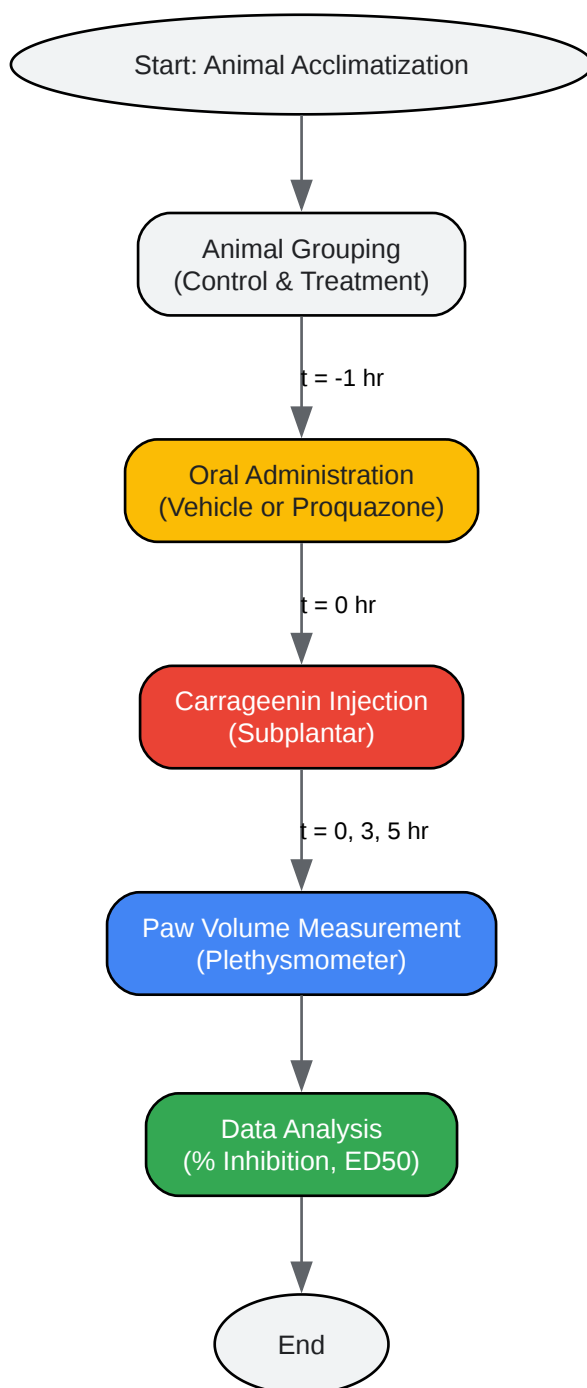 Start: Animal Acclimatization
Animal Grouping
(Control & Treatment)
t = -1 hr
Oral Administration
(Vehicle or Proquazone)
t = 0 hr
Carrageenin Injection
(Subplantar)
t = 0, 3, 5 hr
Paw Volume Measurement
(Plethysmometer)
Data Analysis
(% Inhibition, ED50)
End